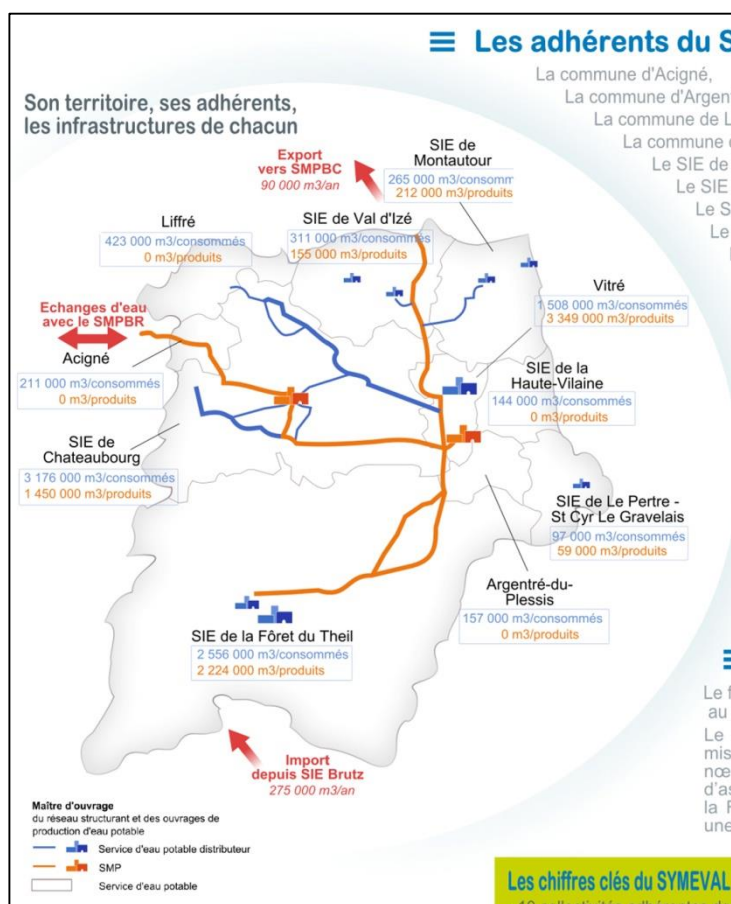 ≡ Les adhérents du S
La commune d'Acigné,
La commune d'Argent
La commune de L
La commune
Le SIE de
Le SIE
Le S
Le
Son territoire, ses adhérents,
les infrastructures de chacun
Export
vers SMPBC
90 000 m3/an
SIE de
Montautour
265 000 m3/consomm
212 000 m3/produits
Liffré
423 000 m3/consommés
0 m3/produits
SIE de Val d'Izé
311 000 m3/consommés
155 000 m3/produits
Vitré
1 508 000 m3/consommés
3 349 000 m3/produits
Echanges d'eau
avec le SMPBR
Acigné
211 000 m3/consommés
0 m3/produits
SIE de la
Haute-Vilaine
144 000 m3/consommés
0 m3/produits
SIE de
Chateaubourg
3 176 000 m3/consommés
1 450 000 m3/produits
SIE de Le Pertre -
St Cyr Le Gravelais
97 000 m3/consommés
59 000 m3/produits
Argentré-du-
Plessis
157 000 m3/consommés
0 m3/produits
SIE de la Fôret du Theil
2 556 000 m3/consommés
2 224 000 m3/produits
Import
depuis SIE Brutz
275 000 m3/an
Le f
au
Le
mis
nœ
d'as
la F
une
Maître d'ouvrage
du réseau structurant et des ouvrages de
production d'eau potable
Service d'eau potable distributeur
SMP
Service d'eau potable
Les chiffres clés du SYMEVAL